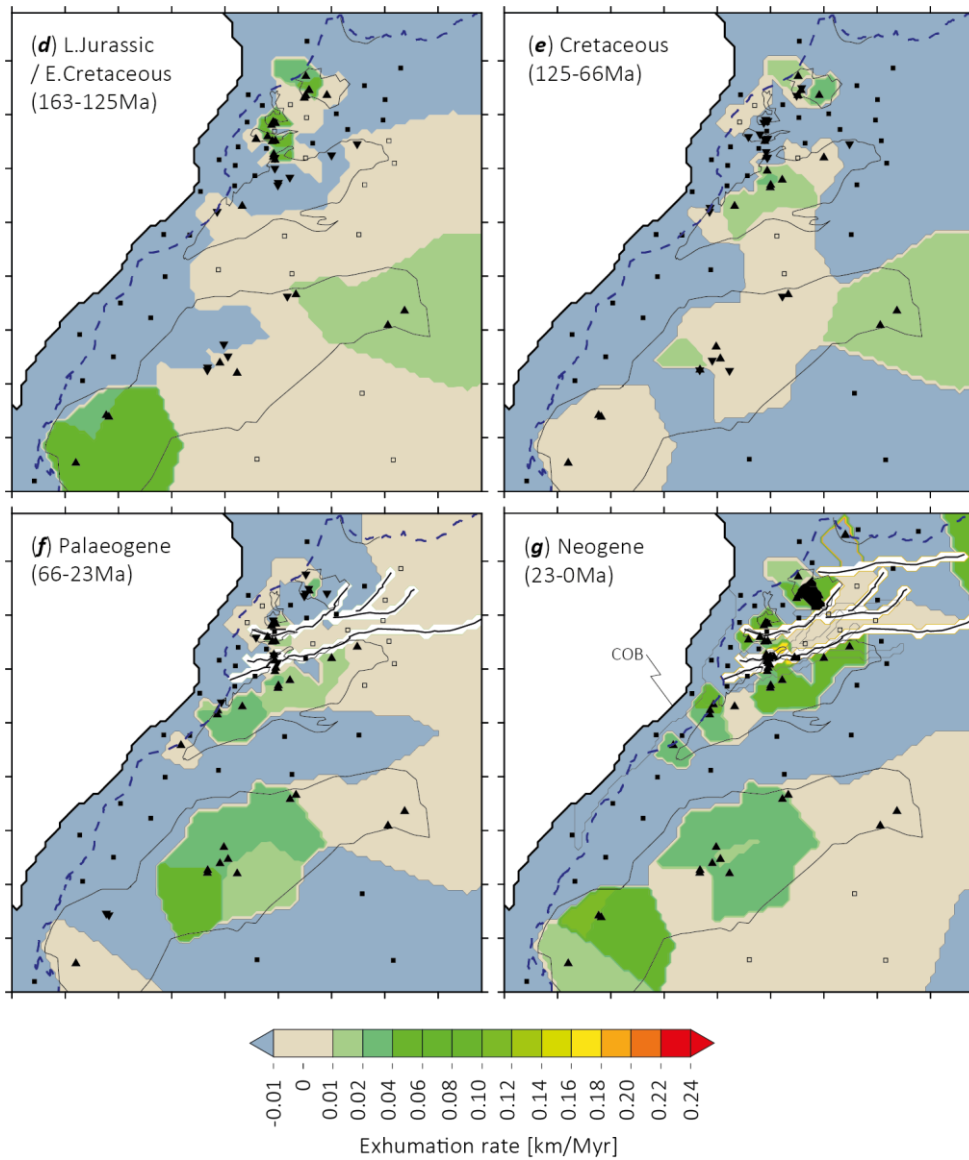 (d) L.Jurassic
/ E.Cretaceous
(163-125Ma)
(e) Cretaceous
(125-66Ma)
(f) Palaeogene
(66-23Ma)
(g) Neogene
(23-0Ma)
COB
-0.01
0
0.01
0.02
0.04
0.06
0.08
0.10
0.12
0.14
0.16
0.18
0.20
0.22
0.24
Exhumation rate [km/Myr]